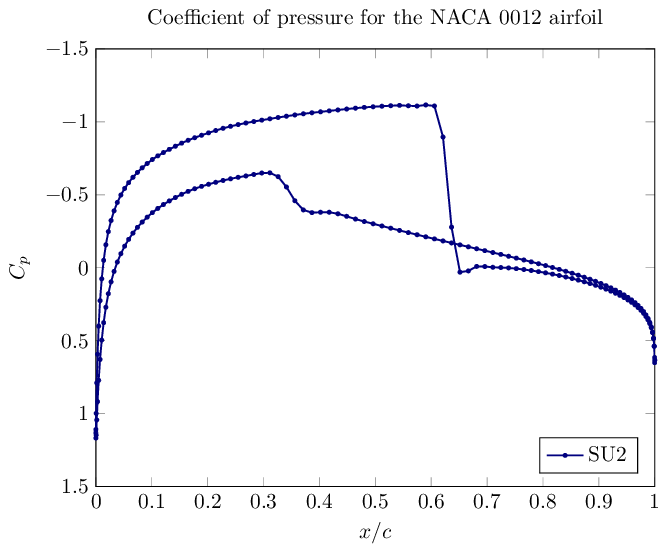 Coefficient of pressure for the NACA 0012 airfoil
−1.5
−1
−0.5
0
0.5
1
1.5
C_p
SU2
0 0.1 0.2 0.3 0.4 0.5 0.6 0.7 0.8 0.9 1
x/c